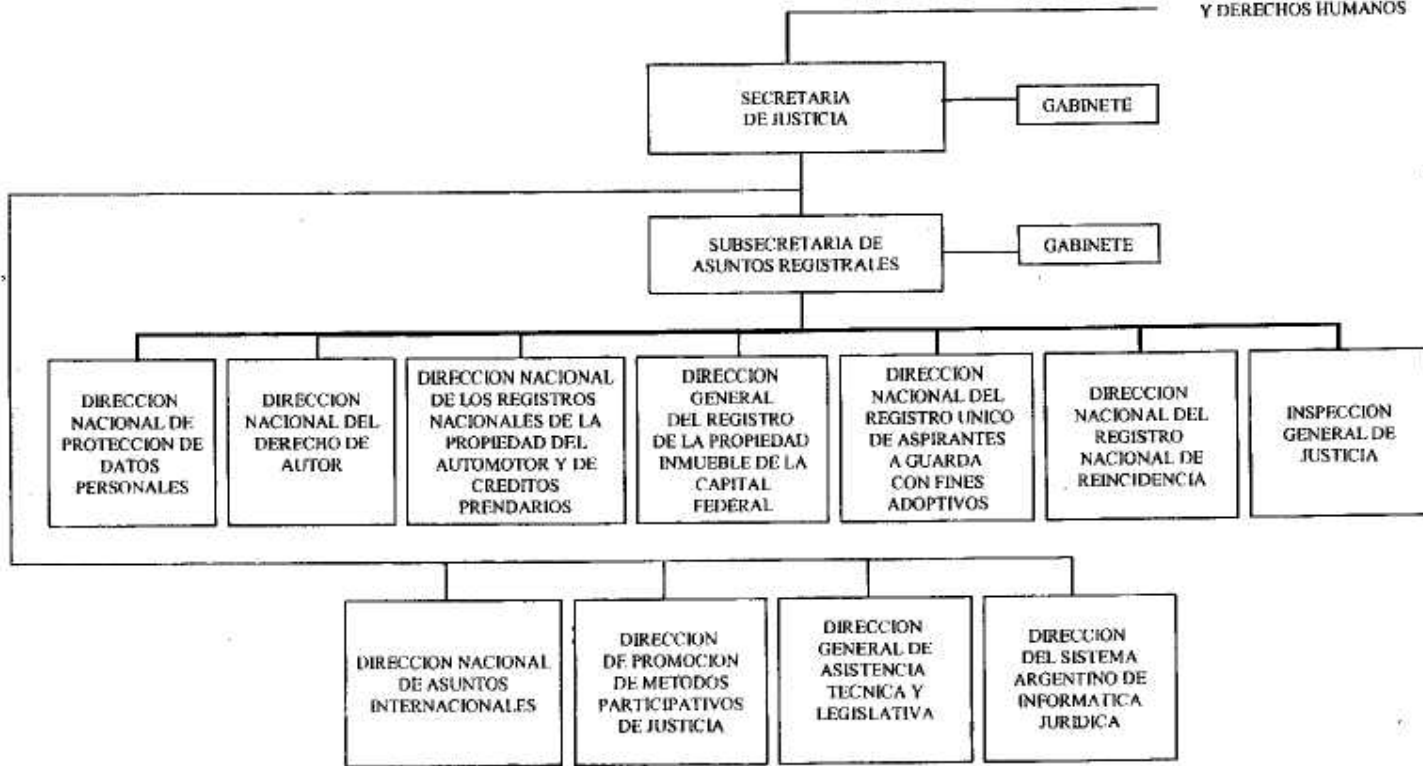 Y DERECHOS HUMANOS
SECRETARIA
DE JUSTICIA
GABINETE
SUBSECRETARIA DE
ASUNTOS REGISTRALES
GABINETE
DIRECCION
NACIONAL DE
PROTECCION DE
DATOS
PERSONALES
DIRECCION
NACIONAL DEL
DERECHO DE
AUTOR
DIRECCION NACIONAL
DE LOS REGISTROS
NACIONALES DE LA
PROPIEDAD DEL
AUTOMOTOR Y DE
CREDITOS
PRENDARIOS
DIRECCION
GENERAL
DEL REGISTRO
DE LA PROPIEDAD
INMUEBLE DE LA
CAPITAL
FEDERAL
DIRECCION
NACIONAL DEL
REGISTRO UNICO
DE ASPIRANTES
A GUARDA
CON FINES
ADOPTIVOS
DIRECCION
NACIONAL DEL
REGISTRO
NACIONAL DE
REINCIDENCIA
INSPECCION
GENERAL DE
JUSTICIA
DIRECCION NACIONAL
DE ASUNTOS
INTERNACIONALES
DIRECCION
DE PROMOCION
DE METODOS
PARTICIPATIVOS
DE JUSTICIA
DIRECCION
GENERAL DE
ASISTENCIA
TECNICA Y
LEGISLATIVA
DIRECCION
DEL SISTEMA
ARGENTINO DE
INFORMATICA
JURIDICA